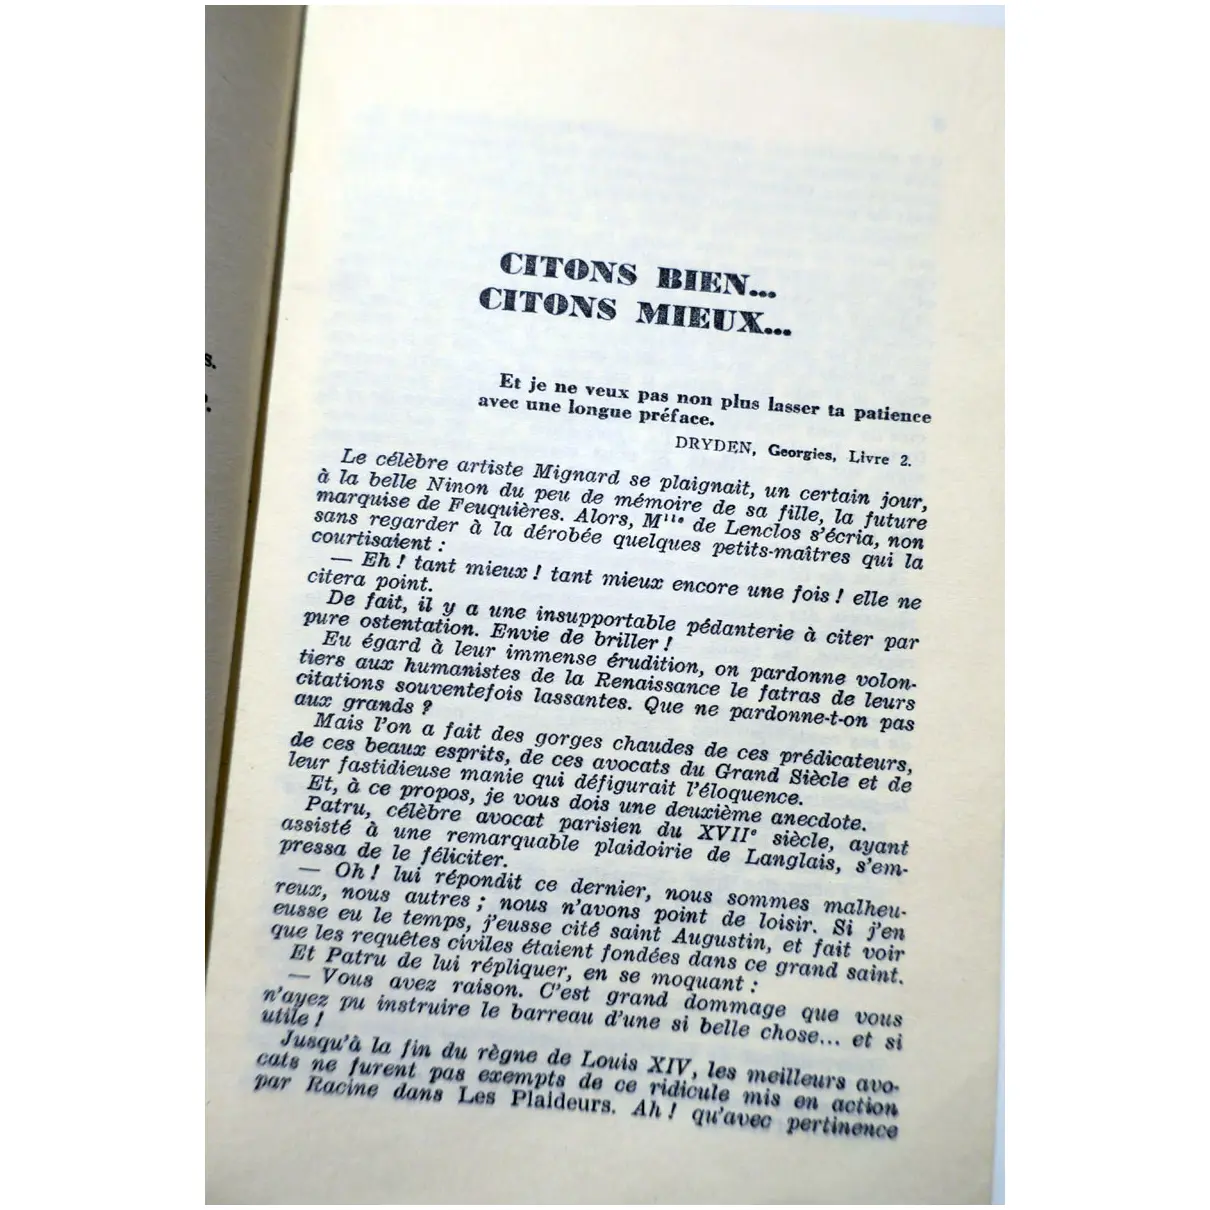 s.
P.
CITONS BIEN...
CITONS MIEUX...
Et je ne veux pas non plus lasser ta patience
avec une longue préface.
DRYDEN, Georgies, Livre 2.
Le célèbre artiste Mignard se plaignait, un certain jour,
à la belle Ninon du peu de mémoire de sa fille, la future
marquise de Feuquières. Alors, Mlle de Lenclos s'écria, non
sans regarder à la dérobée quelques petits-maîtres qui la
courtisaient :
— Eh ! tant mieux ! tant mieux encore une fois ! elle ne
citera point.
De fait, il y a une insupportable pédanterie à citer par
pure ostentation. Envie de briller !
Eu égard à leur immense érudition, on pardonne volon-
tiers aux humanistes de la Renaissance le fatras de leurs
citations souventefois lassantes. Que ne pardonne-t-on pas
aux grands ?
Mais l'on a fait des gorges chaudes de ces prédicateurs,
de ces beaux esprits, de ces avocats du Grand Siècle et de
leur fastidieuse manie qui défigurait l'éloquence.
Et, à ce propos, je vous dois une deuxième anecdote.
Patru, célèbre avocat parisien du XVIIe siècle, ayant
assisté à une remarquable plaidoirie de Langlais, s'em-
pressa de le féliciter.
— Oh ! lui répondit ce dernier, nous sommes malheu-
reux, nous autres ; nous n'avons point de loisir. Si j'en
eusse eu le temps, j'eusse cité saint Augustin, et fait voir
que les requêtes civiles étaient fondées dans ce grand saint.
Et Patru de lui répliquer, en se moquant :
— Vous avez raison. C'est grand dommage que vous
n'ayez pu instruire le barreau d'une si belle chose... et si
utile !
Jusqu'à la fin du règne de Louis XIV, les meilleurs avo-
cats ne furent pas exempts de ce ridicule mis en action
par Racine dans Les Plaideurs. Ah ! qu'avec pertinence